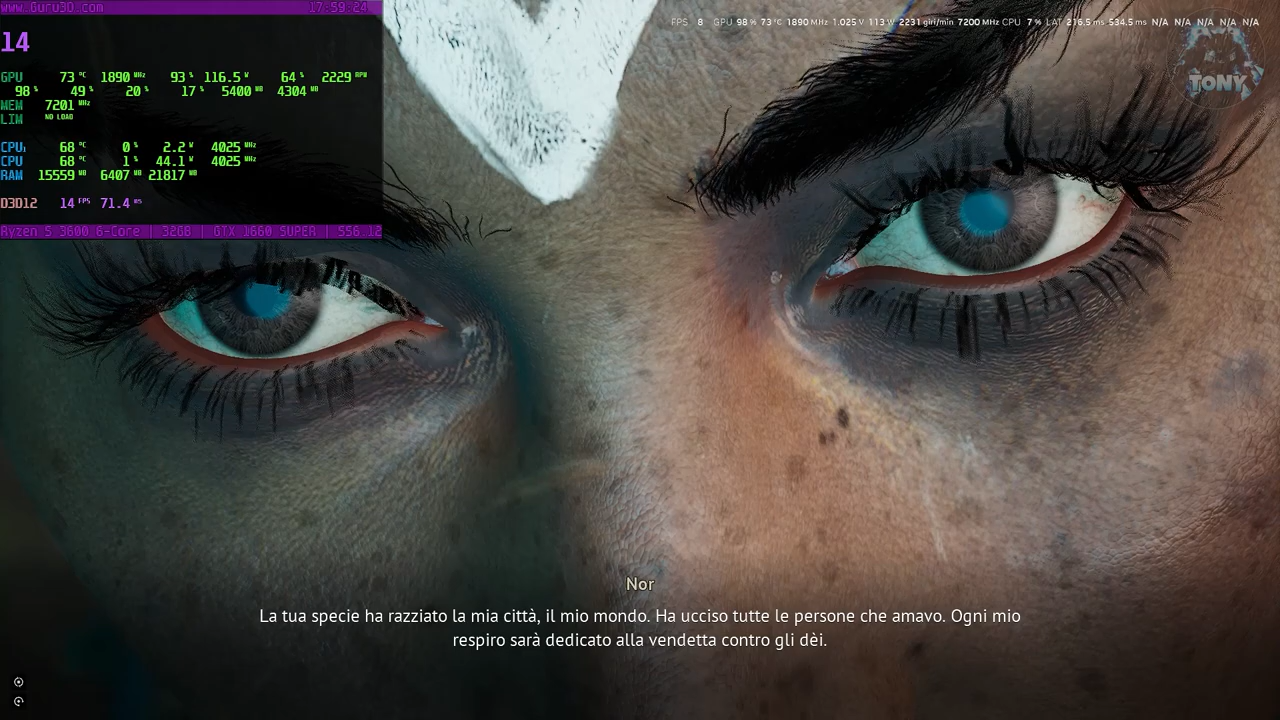 www.Guru3D.com 17:59:24
14
GPU 73 °C 1890 MHz 93 % 116.5 W 64 % 2229 RPM
98 % 49 % 20 % 17 % 5400 MB 4304 MB
MEM 7201 MHz
LIM NO LOAD
CPU1 68 °C 0 % 2.2 W 4025 MHz
CPU 68 °C 1 % 44.1 W 4025 MHz
RAM 15559 MB 6407 MB 21817 MB
D3D12 14 FPS 71.4 ms
Ryzen 5 3600 6-Core | 32GB | GTX 1660 SUPER | 556.12
FPS 8 GPU 98 % 73 °C 1890 MHz 1.025 V 113 W 2231 giri/min 7200 MHz CPU 7 % LAT 216.5 ms 534.5 ms N/A N/A N/A N/A N/A
TONY
Nor
La tua specie ha razziato la mia città, il mio mondo. Ha ucciso tutte le persone che amavo. Ogni mio
respiro sarà dedicato alla vendetta contro gli dèi.